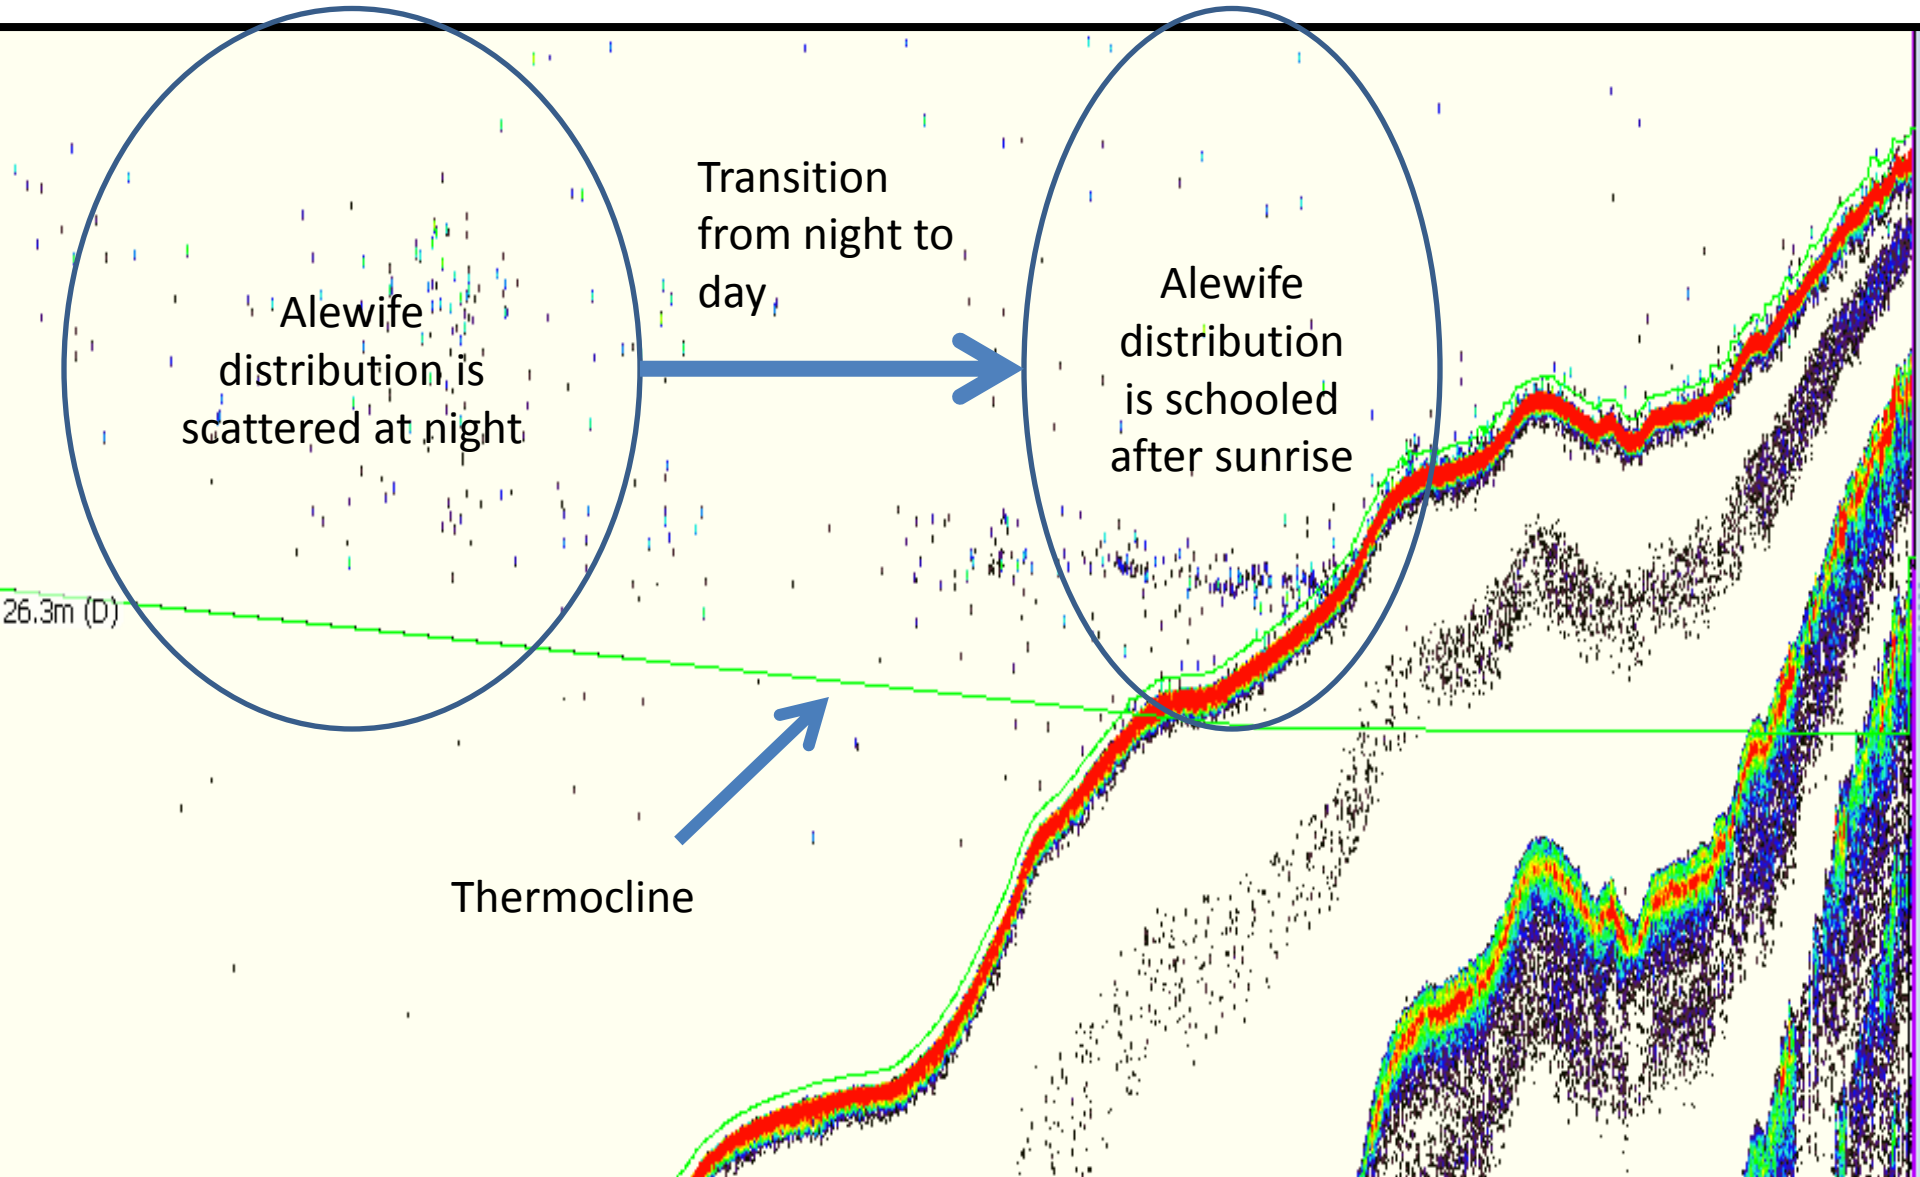 Transition
from night to
day
Alewife
distribution is
scattered at night
Alewife
distribution
is schooled
after sunrise
26.3m (D)
Thermocline